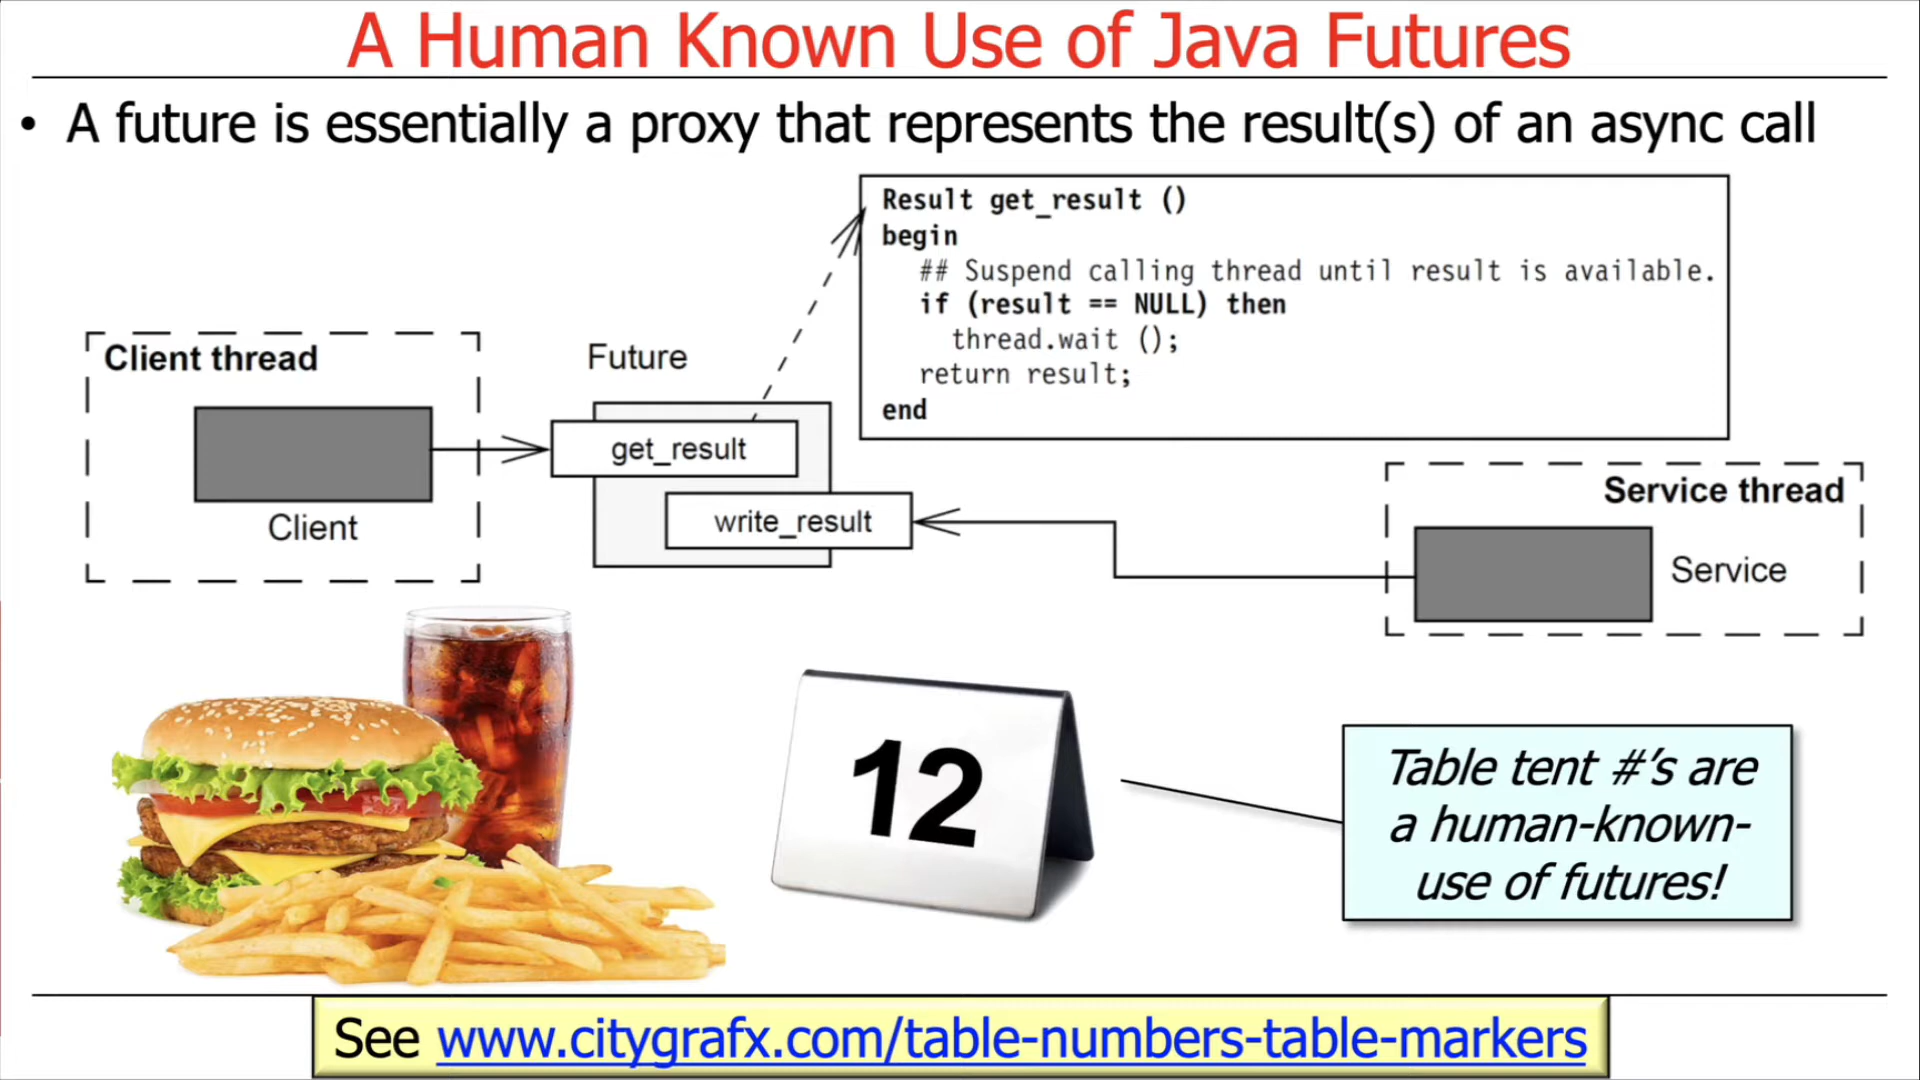 A Human Known Use of Java Futures
• A future is essentially a proxy that represents the result(s) of an async call
Result get_result ()
begin
## Suspend calling thread until result is available.
if (result == NULL) then
thread.wait ();
return result;
end
Client thread
Client
Future
get_result
write_result
Service thread
Service
12
Table tent #'s are
a human-known-
use of futures!
See www.citygrafx.com/table-numbers-table-markers